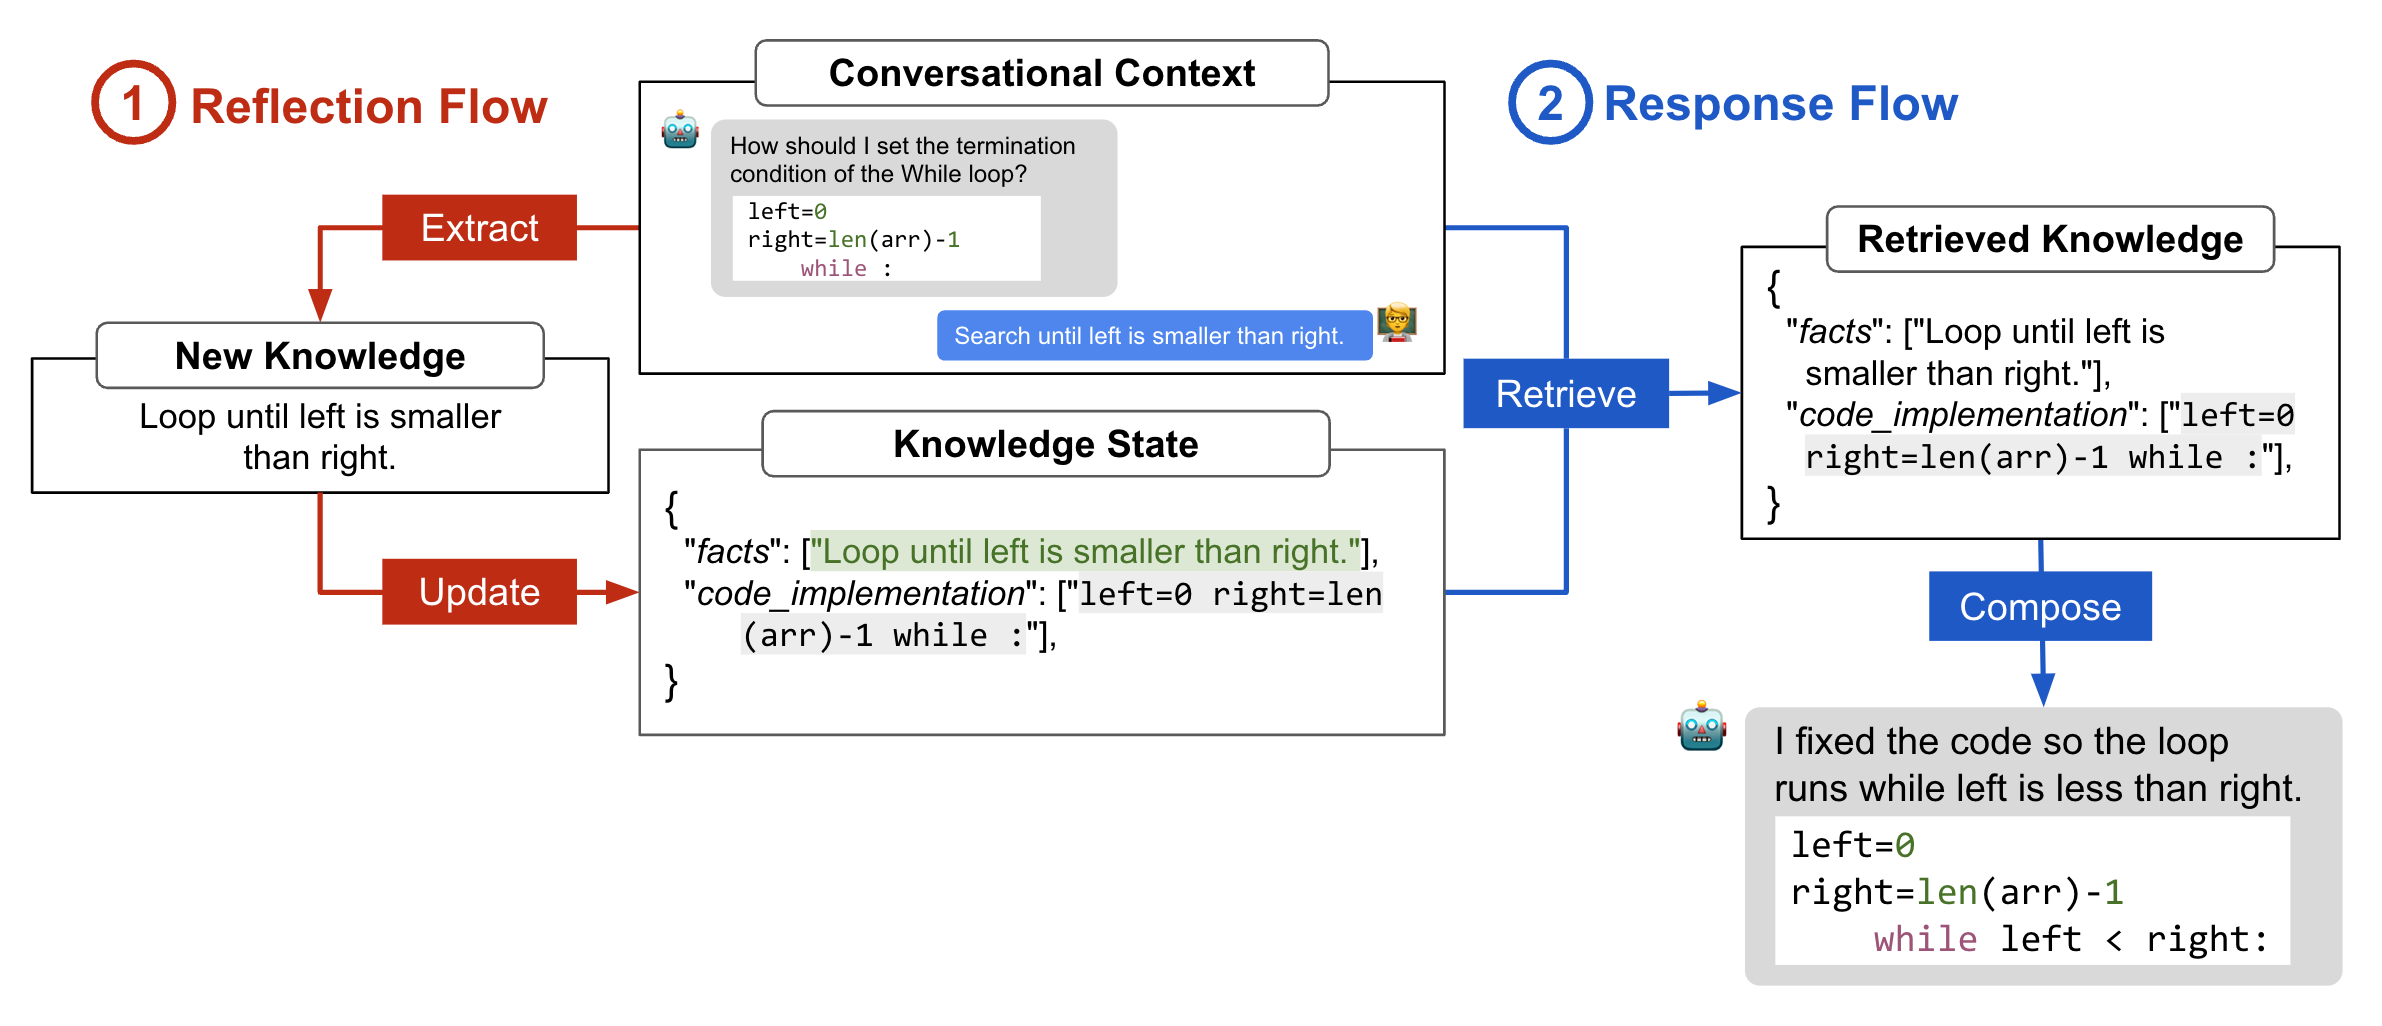 1 Reflection Flow
Conversational Context
How should I set the termination
condition of the While loop?
left=0
right=len(arr)-1
while :
Search until left is smaller than right.
Extract
New Knowledge
Loop until left is smaller
than right.
Update
Knowledge State
{
"facts": ["Loop until left is smaller than right."],
"code_implementation": ["left=0 right=len
(arr)-1 while :"],
}
2 Response Flow
Retrieve
Retrieved Knowledge
{
"facts": ["Loop until left is
smaller than right."],
"code_implementation": ["left=0
right=len(arr)-1 while :"],
}
Compose
I fixed the code so the loop
runs while left is less than right.
left=0
right=len(arr)-1
while left < right: